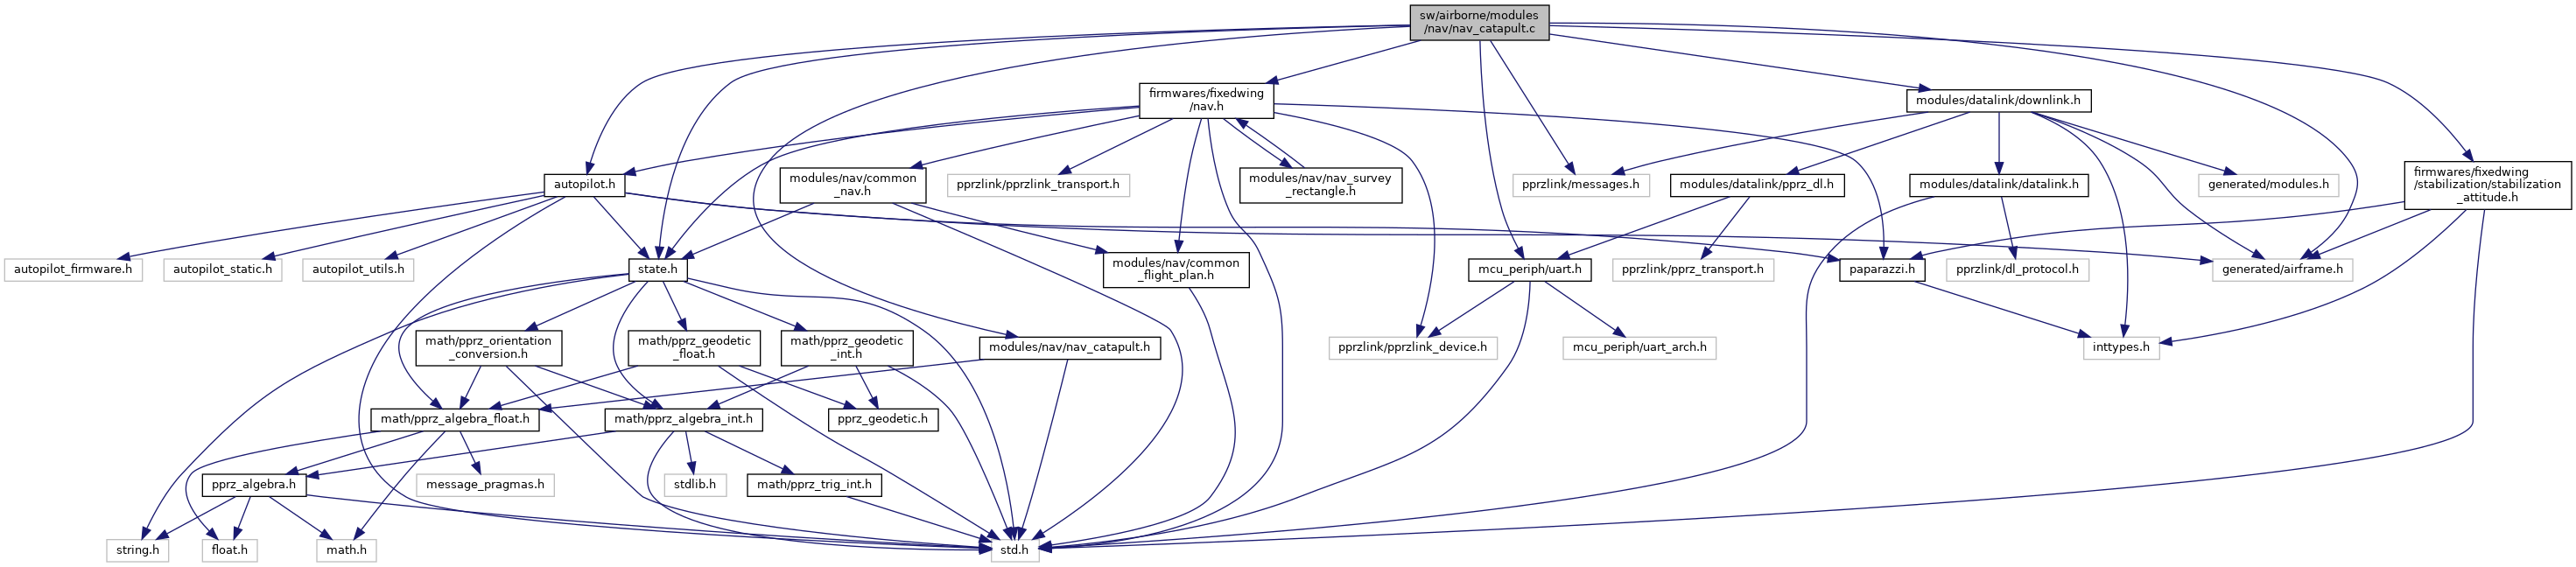 sw/airborne/modules
/nav/nav_catapult.c
firmwares/fixedwing
/nav.h
modules/datalink/downlink.h
autopilot.h
modules/nav/common
_nav.h
pprzlink/pprzlink_transport.h
modules/nav/nav_survey
_rectangle.h
pprzlink/messages.h
modules/datalink/pprz_dl.h
modules/datalink/datalink.h
generated/modules.h
firmwares/fixedwing
/stabilization/stabilization
_attitude.h
autopilot_firmware.h
autopilot_static.h
autopilot_utils.h
state.h
modules/nav/common
_flight_plan.h
mcu_periph/uart.h
pprzlink/pprz_transport.h
paparazzi.h
pprzlink/dl_protocol.h
generated/airframe.h
math/pprz_orientation
_conversion.h
math/pprz_geodetic
_float.h
math/pprz_geodetic
_int.h
modules/nav/nav_catapult.h
pprzlink/pprzlink_device.h
mcu_periph/uart_arch.h
inttypes.h
math/pprz_algebra_float.h
math/pprz_algebra_int.h
pprz_geodetic.h
pprz_algebra.h
message_pragmas.h
stdlib.h
math/pprz_trig_int.h
string.h
float.h
math.h
std.h